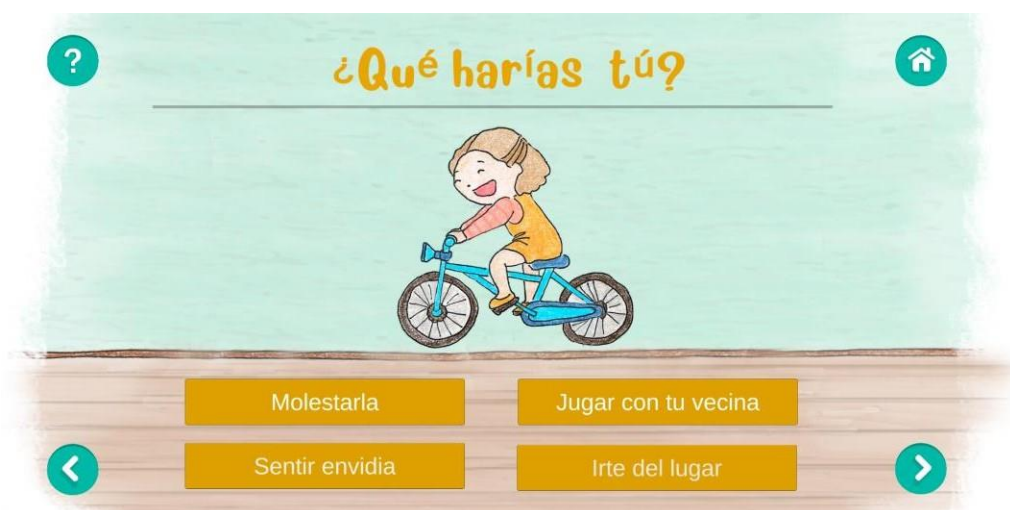 ?
¿Qué harías tú?
Molestarla
Jugar con tu vecina
Sentir envidia
Irte del lugar